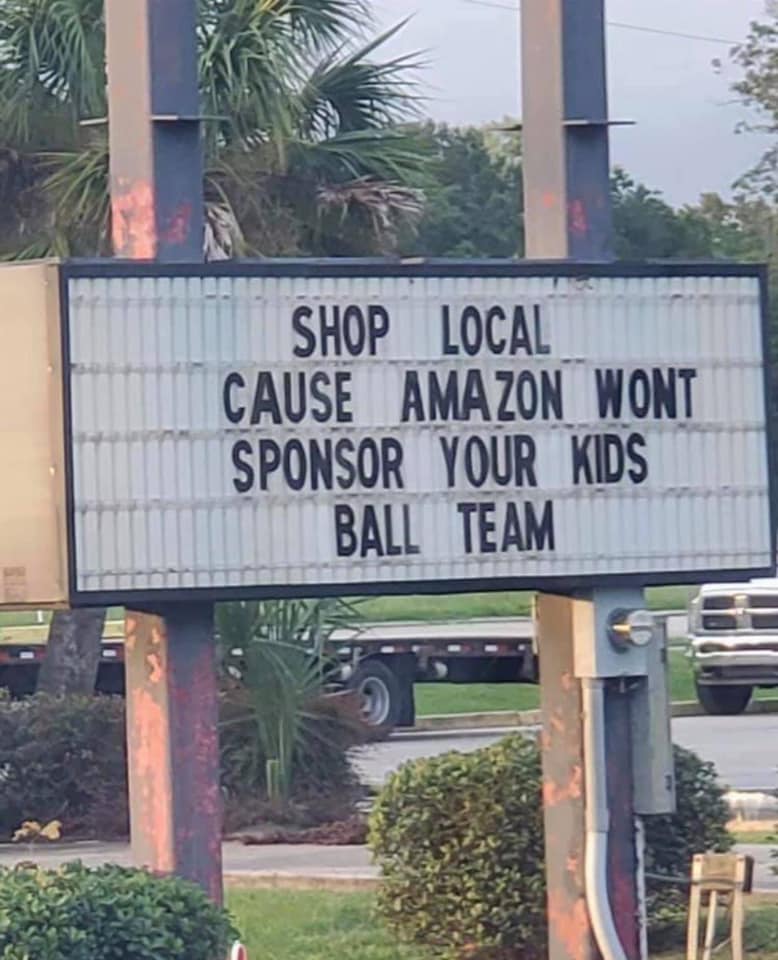 SHOP LOCAL
CAUSE AMAZON WONT
SPONSOR YOUR KIDS
BALL TEAM